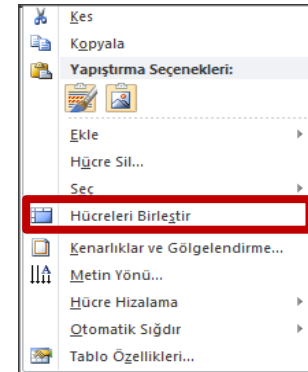 Kes
Kopyala
Yapıştırma Seçenekleri:
Ekle
Hücre Sil...
Seç
Hücreleri Birleştir
Kenarlıklar ve Gölgelendirme...
Metin Yönü...
Hücre Hizalama
Otomatik Sığdır
Tablo Özellikleri...